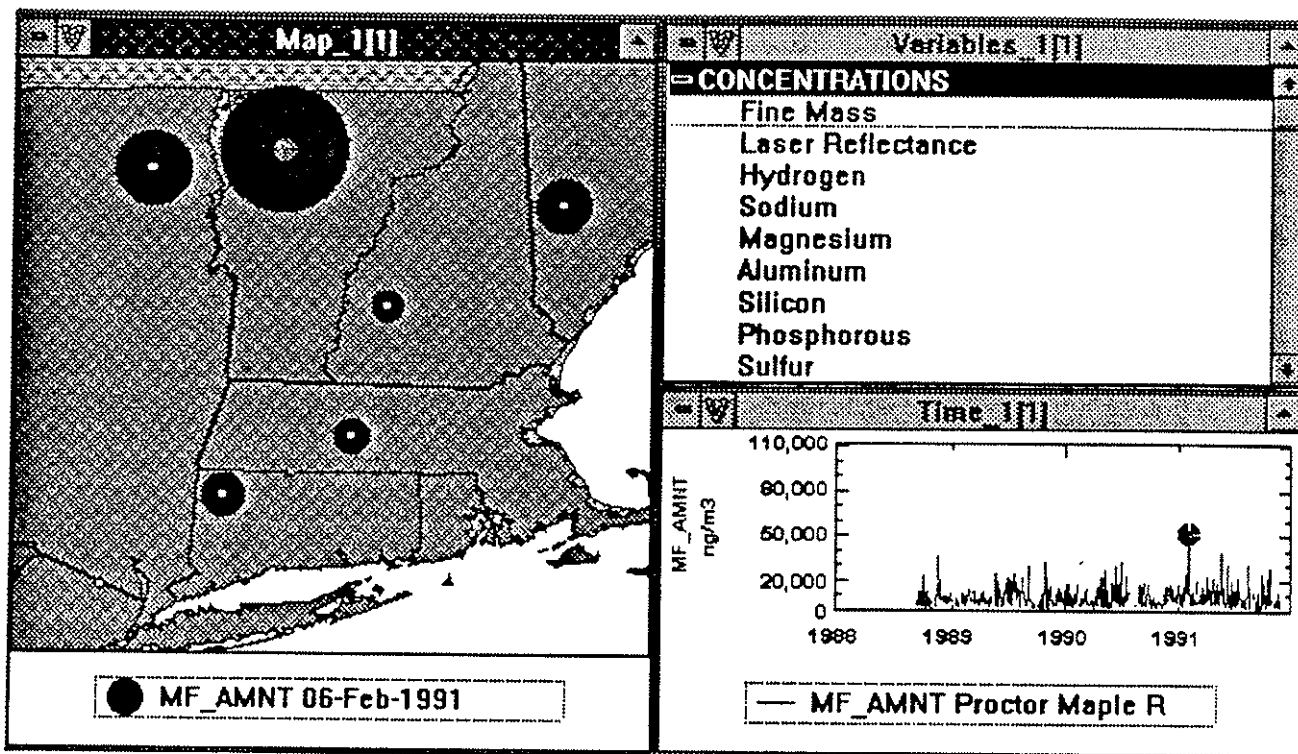 Map_1[1]
MF_AMNT 06-Feb-1991
Variables_1[1]
CONCENTRATIONS
Fine Mass
Laser Reflectance
Hydrogen
Sodium
Magnesium
Aluminum
Silicon
Phosphorous
Sulfur
Time_1[1]
MF_AMNT
ng/m3
110,000
80,000
50,000
20,000
0
1988
1989
1990
1991
MF_AMNT Proctor Maple R